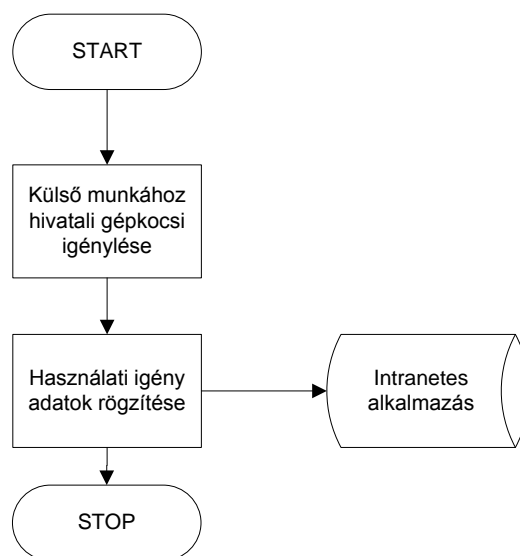 START
Külső munkához
hivatali gépkocsi
igénylése
Használati igény
adatok rögzítése
Intranetes
alkalmazás
STOP